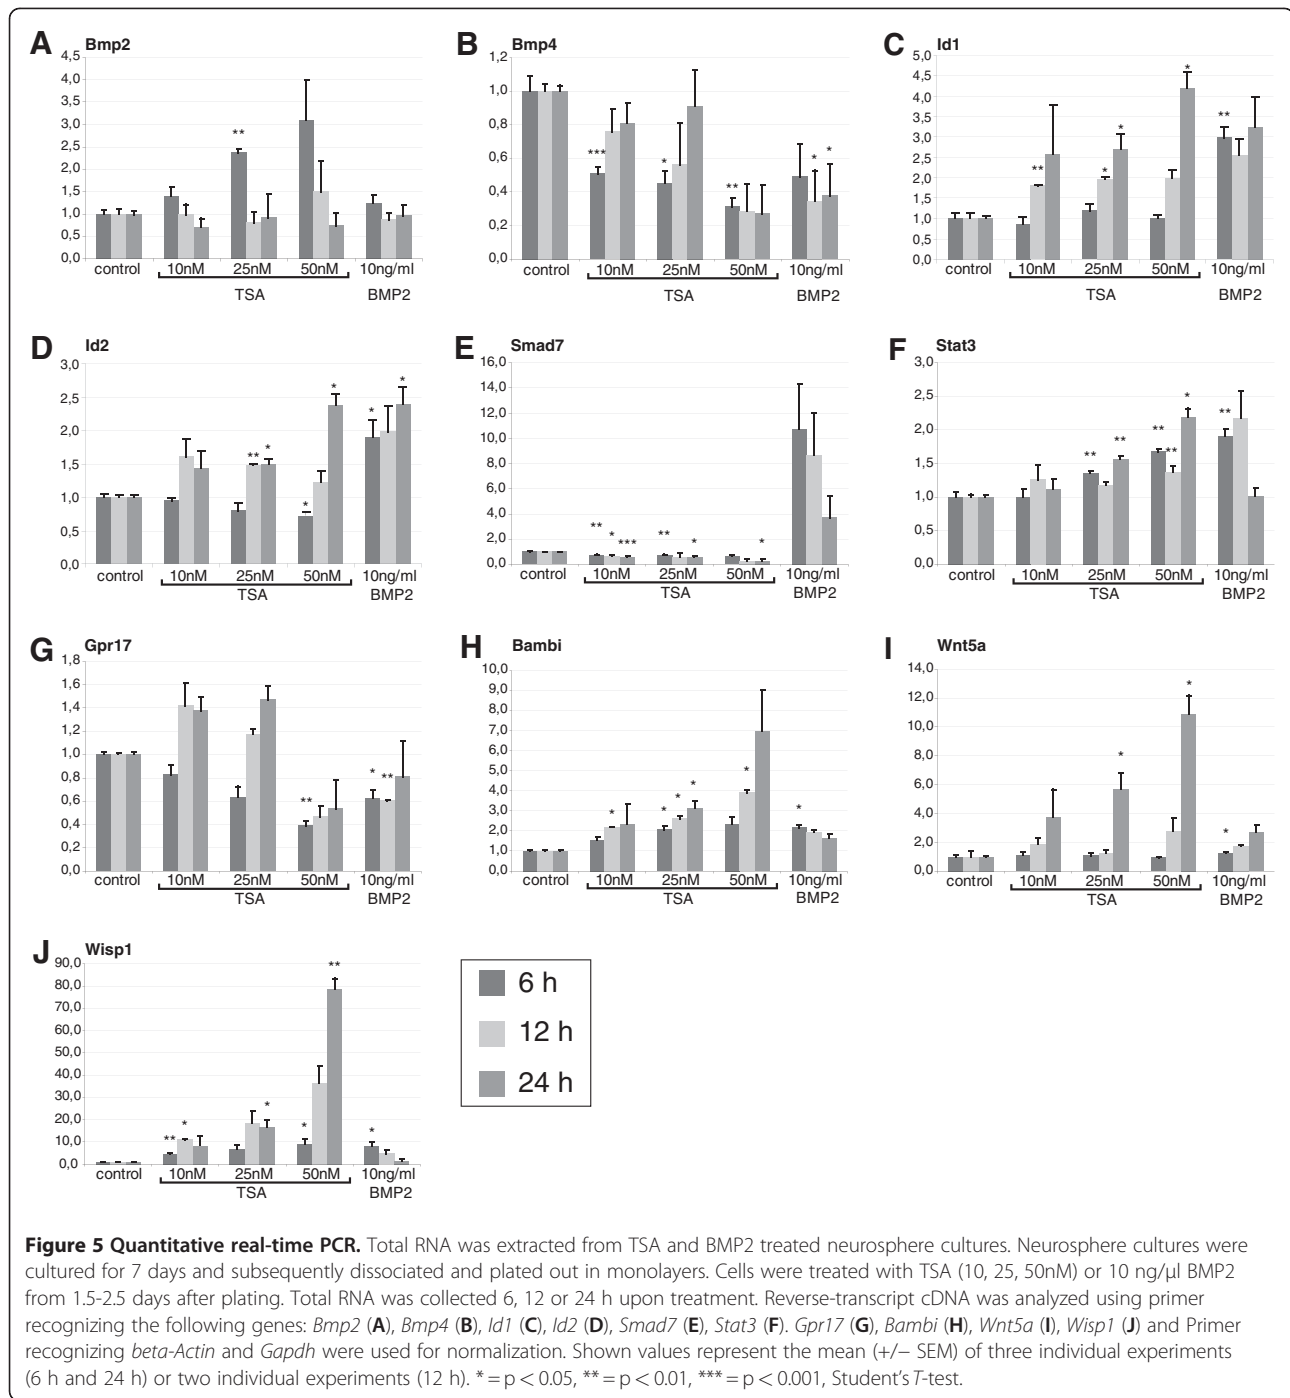 A Bmp2
4,5
4,0
3,5
3,0
2,5
2,0
1,5
1,0
0,5
0,0
**
control 10nM 25nM 50nM 10ng/ml
TSA BMP2
B Bmp4
1,2
1,0
0,8
0,6
0,4
0,2
0,0
*** * ** * *
control 10nM 25nM 50nM 10ng/ml
TSA BMP2
C Id1
5,0
4,5
4,0
3,5
3,0
2,5
2,0
1,5
1,0
0,5
0,0
** * * * **
control 10nM 25nM 50nM 10ng/ml
TSA BMP2
D Id2
3,0
2,5
2,0
1,5
1,0
0,5
0,0
** * * * * *
control 10nM 25nM 50nM 10ng/ml
TSA BMP2
E Smad7
16,0
14,0
12,0
10,0
8,0
6,0
4,0
2,0
0,0
** * *** ** * *
control 10nM 25nM 50nM 10ng/ml
TSA BMP2
F Stat3
3,0
2,5
2,0
1,5
1,0
0,5
0,0
** ** ** ** * **
control 10nM 25nM 50nM 10ng/ml
TSA BMP2
G Gpr17
1,8
1,6
1,4
1,2
1,0
0,8
0,6
0,4
0,2
0,0
** * **
control 10nM 25nM 50nM 10ng/ml
TSA BMP2
H Bambi
10,0
9,0
8,0
7,0
6,0
5,0
4,0
3,0
2,0
1,0
0,0
* * * * * *
control 10nM 25nM 50nM 10ng/ml
TSA BMP2
I Wnt5a
14,0
12,0
10,0
8,0
6,0
4,0
2,0
0,0
* * *
control 10nM 25nM 50nM 10ng/ml
TSA BMP2
J Wisp1
90,0
80,0
70,0
60,0
50,0
40,0
30,0
20,0
10,0
0,0
** * * * ** *
control 10nM 25nM 50nM 10ng/ml
TSA BMP2
6 h
12 h
24 h
Figure 5 Quantitative real-time PCR. Total RNA was extracted from TSA and BMP2 treated neurosphere cultures. Neurosphere cultures were
cultured for 7 days and subsequently dissociated and plated out in monolayers. Cells were treated with TSA (10, 25, 50nM) or 10 ng/μl BMP2
from 1.5-2.5 days after plating. Total RNA was collected 6, 12 or 24 h upon treatment. Reverse-transcript cDNA was analyzed using primer
recognizing the following genes: Bmp2 (A), Bmp4 (B), Id1 (C), Id2 (D), Smad7 (E), Stat3 (F). Gpr17 (G), Bambi (H), Wnt5a (I), Wisp1 (J) and Primer
recognizing beta-Actin and Gapdh were used for normalization. Shown values represent the mean (+/− SEM) of three individual experiments
(6 h and 24 h) or two individual experiments (12 h). * = p < 0.05, ** = p < 0.01, *** = p < 0.001, Student's T-test.